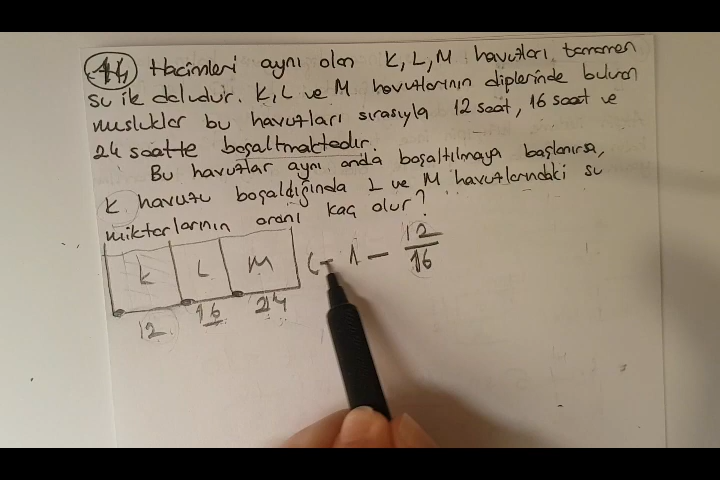 14) Hacimleri aynı olan K, L, M havuzları tamamen
su ile doludur. K, L ve M havuzlarının diplerinde bulunan
musluklar bu havuzları sırasıyla 12 saat, 16 saat ve
24 saatte boşaltmaktadır.
Bu havuzlar aynı anda boşaltılmaya başlanırsa,
K havuzu boşaldığında L ve M havuzlarındaki su
miktarlarının oranı kaç olur?
K L M
12 16 24
1 - 12/16